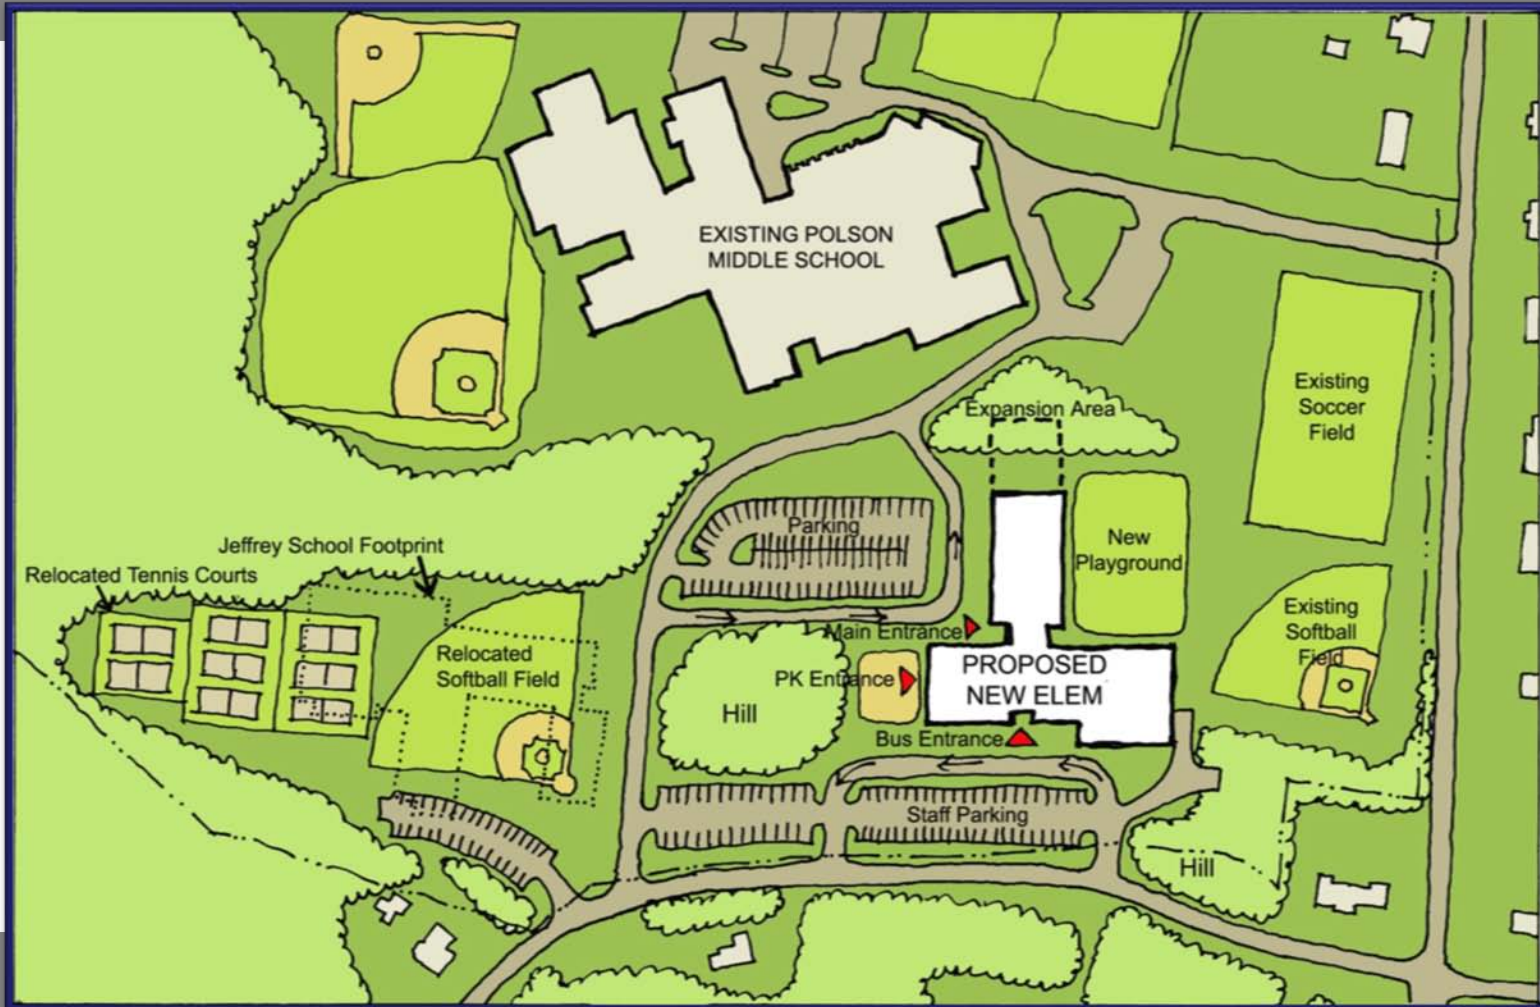 EXISTING POLSON
MIDDLE SCHOOL
Existing
Soccer
Field
Expansion Area
Parking
New
Playground
Jeffrey School Footprint
Relocated Tennis Courts
Existing
Softball
Field
Main Entrance
Relocated
Softball Field
PROPOSED
NEW ELEM
PK Entrance
Hill
Bus Entrance
Staff Parking
Hill